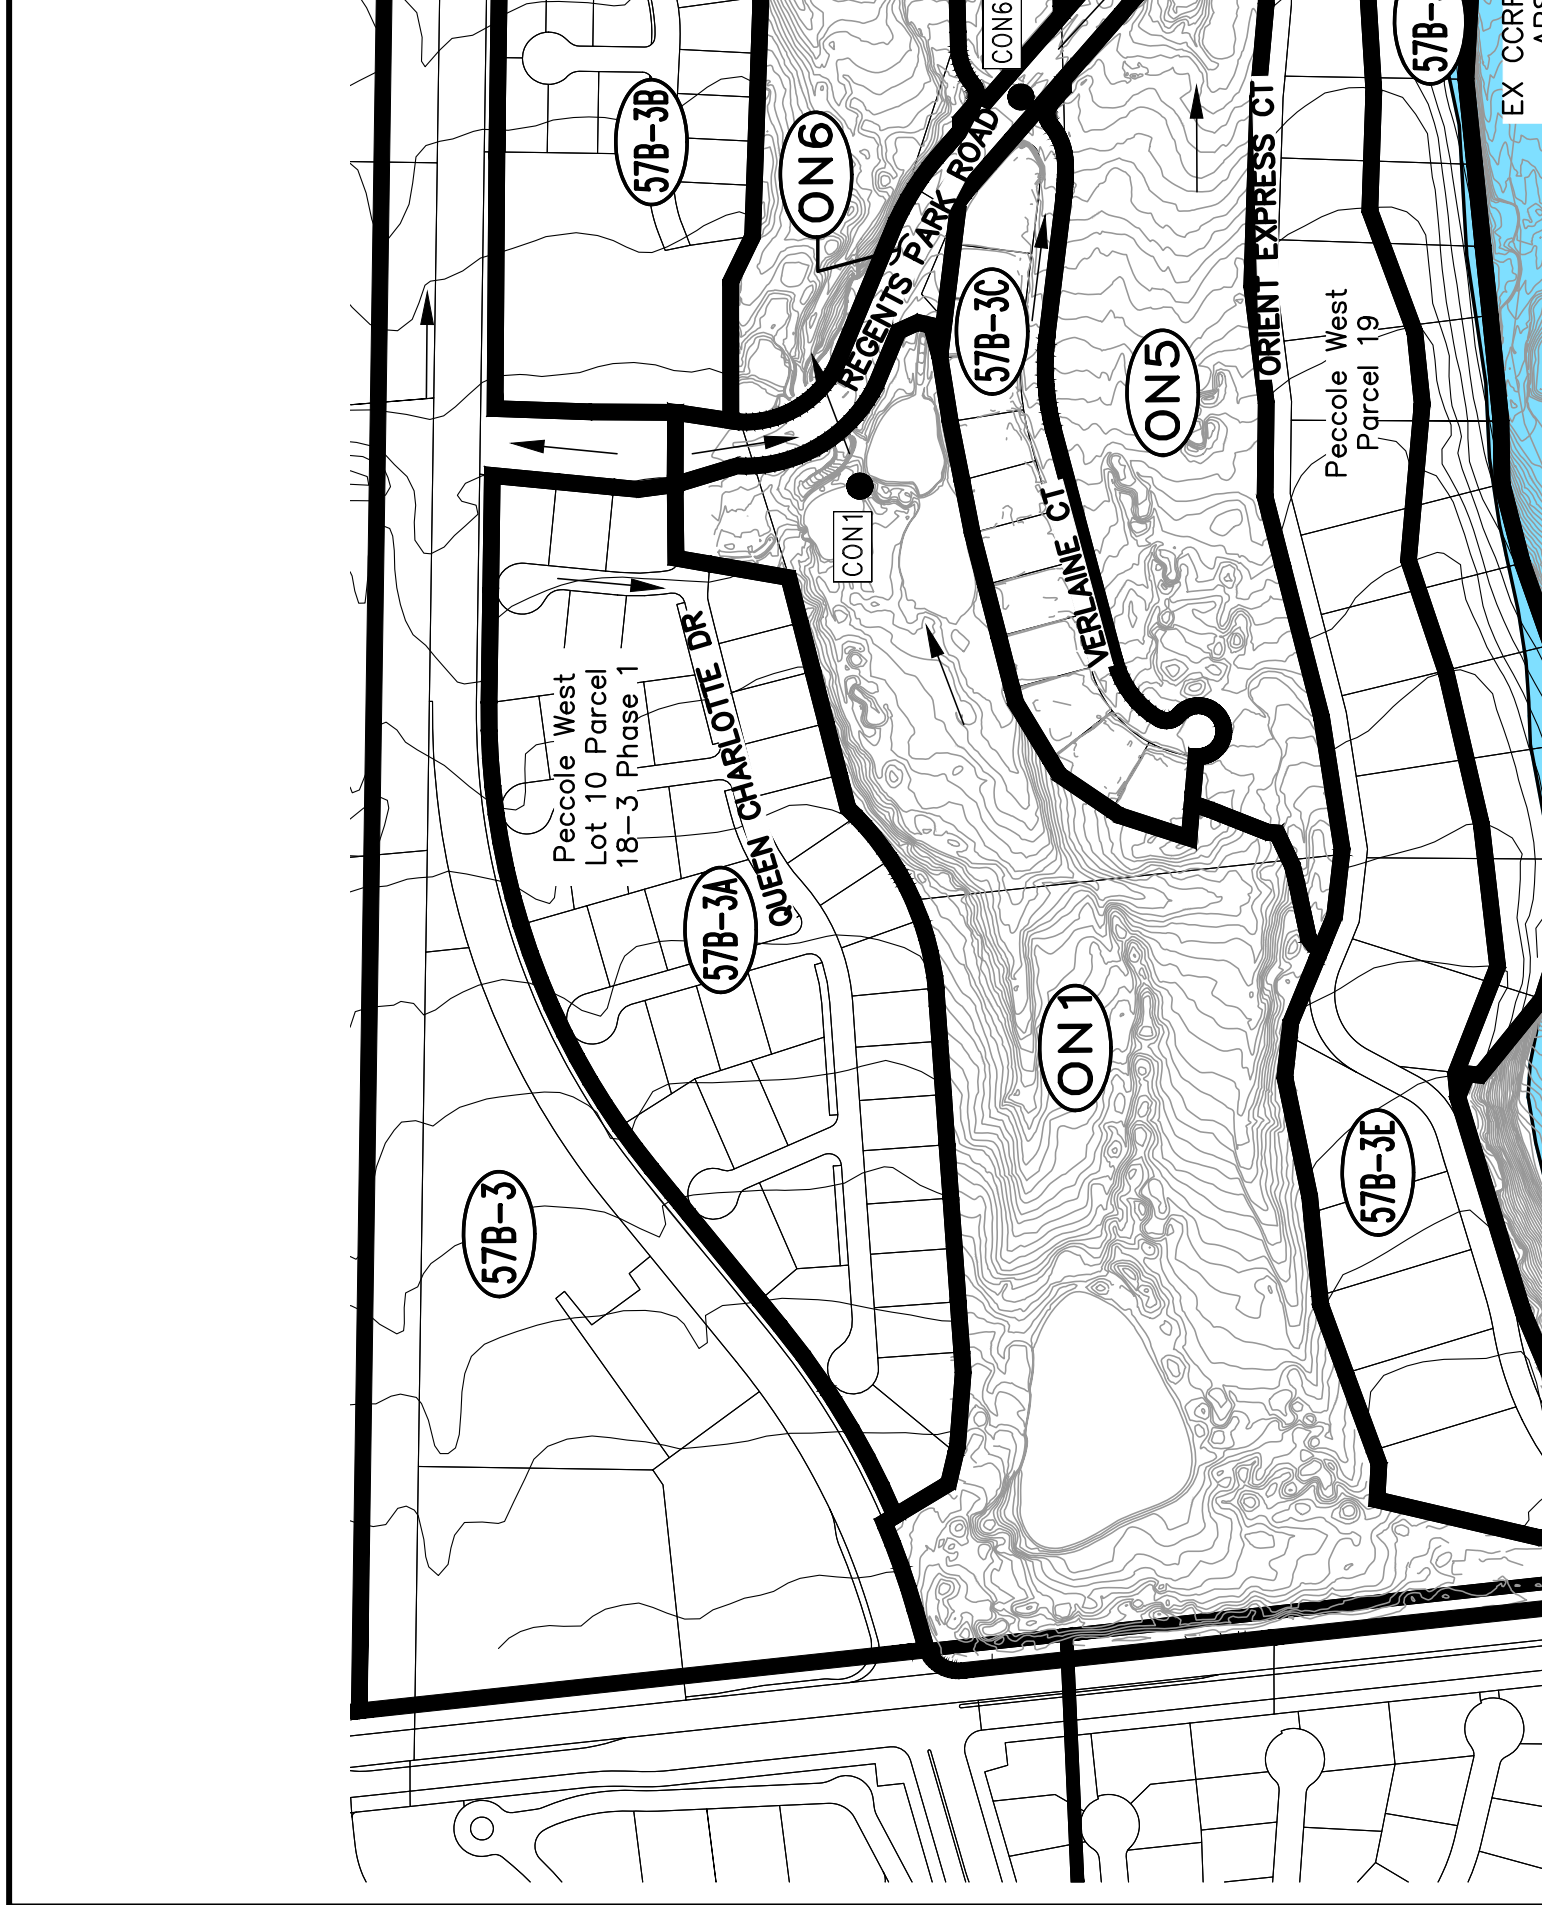 57B-3B
ON6
CON6
57B-
EX CCRF
REGENTS PARK ROAD
57B-3C
ORIENT EXPRESS CT
ON5
Peccole West
Parcel 19
CON1
VERLAINE CT
Peccole West
Lot 10 Parcel
18-3 Phase 1
QUEEN CHARLOTTE DR
57B-3A
ON1
57B-3E
57B-3